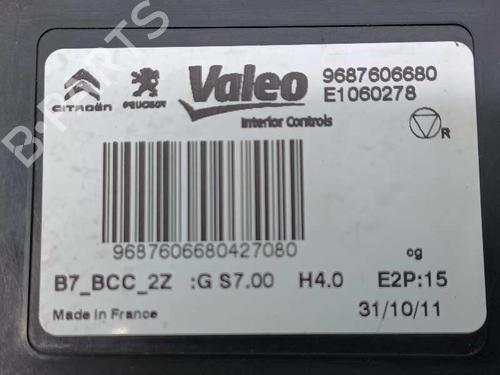 B-PARTS
CITROËN PEUGEOT Valeo 9687606680
E1060278
Interior Controls
R
9687606680427080
cg
B7_BCC_2Z :G S7.00 H4.0 E2P:15
Made in France 31/10/11